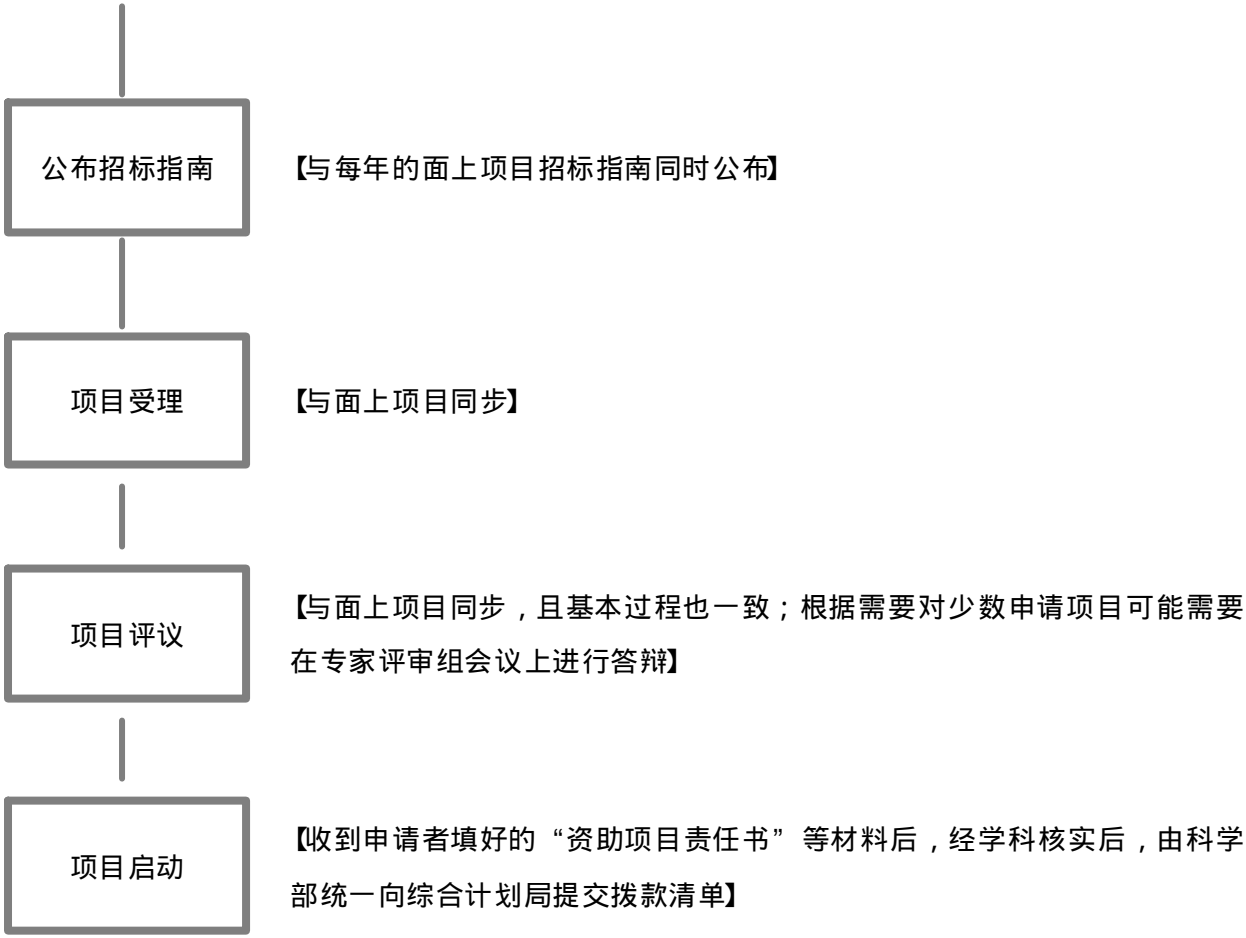 公布招标指南
【与每年的面上项目招标指南同时公布】
项目受理
【与面上项目同步】
项目评议
【与面上项目同步，且基本过程也一致；根据需要对少数申请项目可能需要
在专家评审组会议上进行答辩】
项目启动
【收到申请者填好的“资助项目责任书”等材料后，经学科核实后，由科学
部统一向综合计划局提交拨款清单】